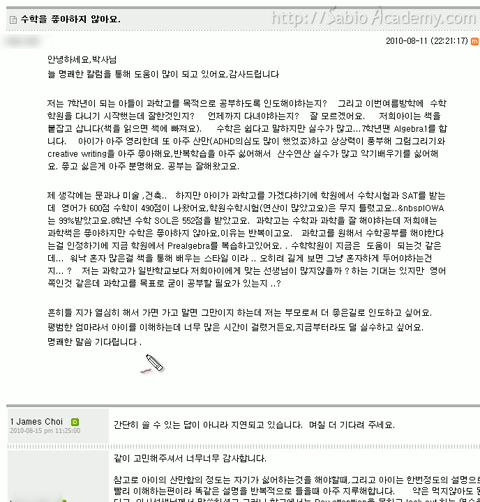 수학을 좋아하지 않아요.
http://SabioAcademy.com
2010-08-11 (22:21:17)
안녕하세요,박사님
늘 명쾌한 칼럼을 통해 도움이 많이 되고 있어요,감사드립니다
저는 7학년이 되는 아들이 과학고를 목적으로 공부하도록 인도해야하는지? 그리고 이번여름방학에 수학
학원을 다니기 시작했는데 잘한것인지? 언제까지 다녀야하는지? 잘 모르겠어요. 저희아이는 책을
붙잡고 삽니다(책을 읽으면 책에 빠져요). 수학은 쉽다고 말하지만 실수가 많고...7학년땐 Algebra1를 합
니다. 아이가 아주 영리한데 또 아주 산만(ADHD의심도 많이 했었죠)하고 상상력이 풍부해 그림그리기와
creative writing을 아주 좋아해요,반복학습을 아주 싫어해서 산수연산 실수가 많고 악기배우기를 싫어해
요. 좋고 싫은게 아주 분명해요. 공부는 잘해왔고요.
제 생각에는 문과나 미술 ,건축.. 하지만 아이가 과학고를 가겠다하기에 학원에서 수학시험과 SAT를 받는
데 영어가 600점 수학이 490점이 나왔어요,학원수학시험(연산이 많았고요)은 무지 틀렸고요..&nbspIOWA
는 99%받았고요.8학년 수학 SOL은 552점을 받았고요. 과학고는 수학과 과학을 잘 해야하는데 저희애는
과학책은 좋아하지만 수학은 좋아하지 않아요,이유는 반복이고요. 과학고를 원해서 수학공부를 해야한다
는걸 인정하기에 지금 학원에서 Prealgebra를 복습하고있어요. . 수학학원이 지금은 도움이 되는것 같은
데... 워낙 혼자 많은걸 책을 통해 배우는 스타일 이라 .. 오히려 길게 보면 그냥 혼자하게 두어야하는건
지... ? 저는 과학고가 일반학교보다 저희아이에게 맞는 선생님이 많지않을까 ? 하는 기대는 있지만 영어
쪽인것 같은데 과학고를 목표로 굳이 공부할 필요가 있는지 ..?
흔히들 지가 열심히 해서 가면 가고 말면 그만이지 하는데 저는 부모로써 더 좋은길로 인도하고 싶어요.
평범한 엄마라서 아이를 이해하는데 너무 많은 시간이 걸렸거든요,지금부터라도 덜 실수하고 싶어요.
명쾌한 말씀 기다립니다 .
1 James Choi
2010-08-15 pm 11:25:00
간단히 쓸 수 있는 답이 아니라 지연되고 있습니다. 며칠 더 기다려 주세요.
같이 고민해주셔서 너무너무 감사합니다.
참고로 아이의 산만함의 정도는 자기가 싫어하는것을 해야할때,그리고 아이는 한번정도의 설명으로
빨리 이해하는편이라 똑같은 설명을 반복적으로 들을때 아주 지루해합니다. 약은 먹지않아도